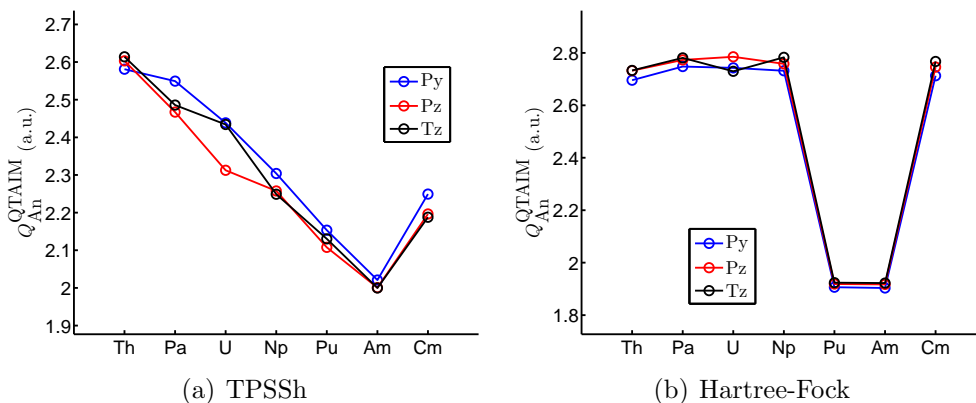 2.7
2.6
2.5
2.4
2.3
2.2
2.1
2
1.9
Q_An^QTAIM (a.u.)
Py
Pz
Tz
Th Pa U Np Pu Am Cm
(a) TPSSh
2.8
2.6
2.4
2.2
2
1.8
Q_An^QTAIM (a.u.)
Py
Pz
Tz
Th Pa U Np Pu Am Cm
(b) Hartree-Fock